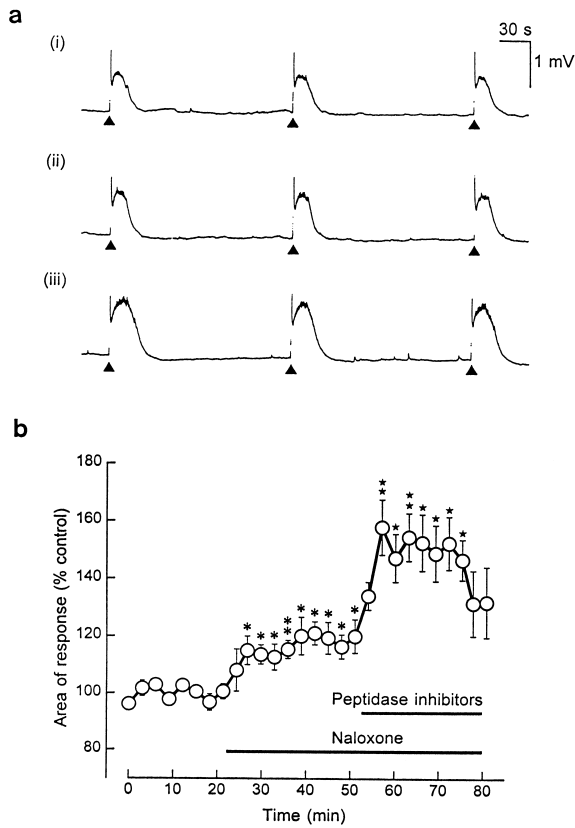 a
(i)
30 s
1 mV
(ii)
(iii)
b
Area of response (% control)
180
160
140
120
100
80
Peptidase inhibitors
Naloxone
0 10 20 30 40 50 60 70 80
Time (min)